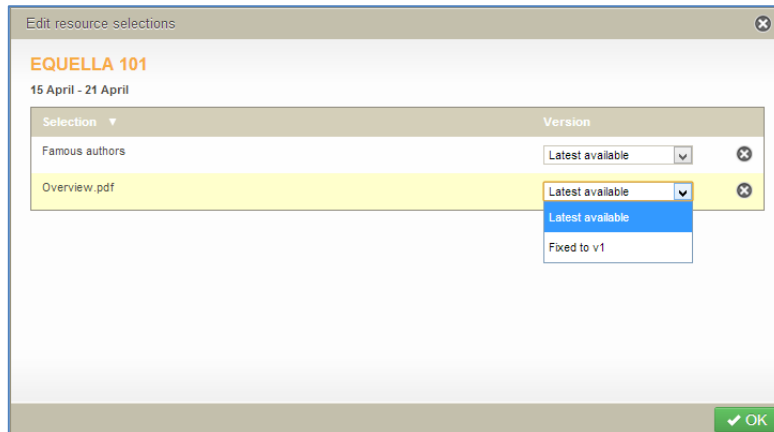 Edit resource selections
EQUELLA 101
15 April - 21 April
Selection ▼ Version
Famous authors Latest available
Overview.pdf Latest available
Latest available
Fixed to v1
OK